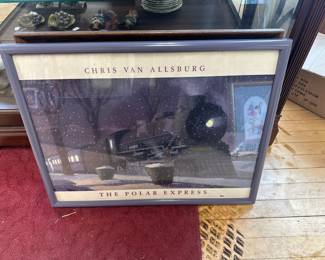 CHRIS VAN ALLSBURG
THE POLAR EXPRESS